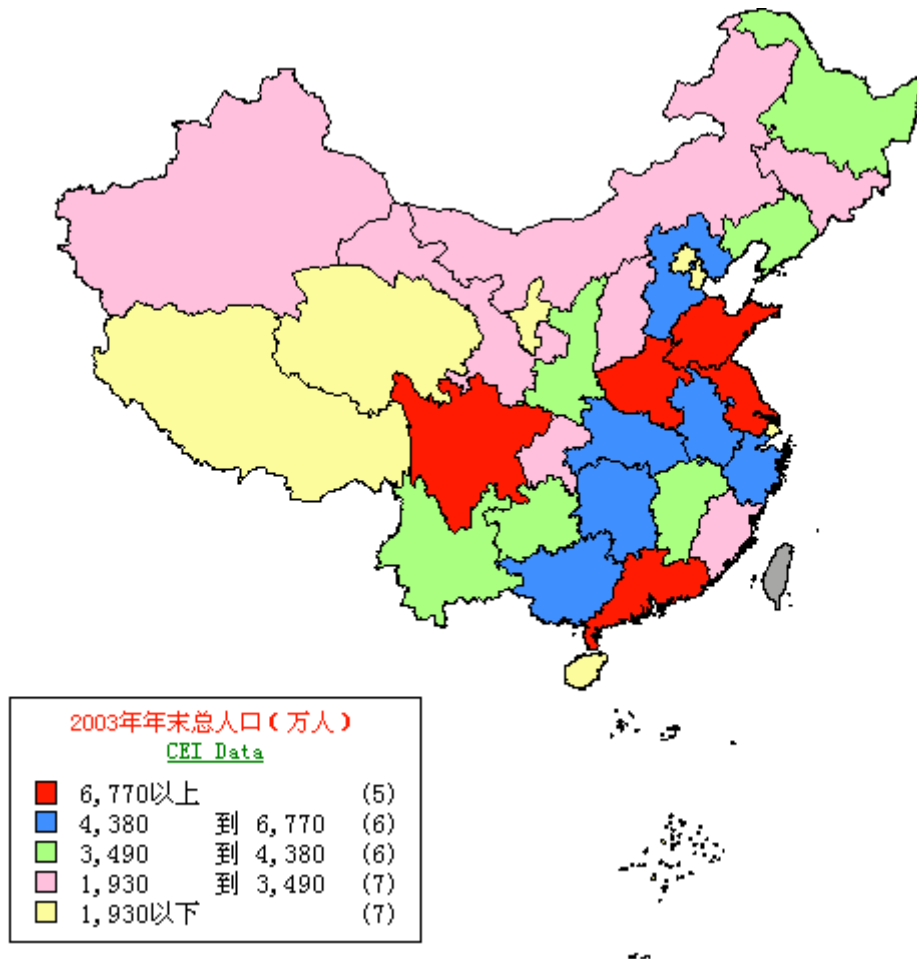 2003年年末总人口(万人)
CEI Data
6,770以上 (5)
4,380 到 6,770 (6)
3,490 到 4,380 (6)
1,930 到 3,490 (7)
1,930以下 (7)